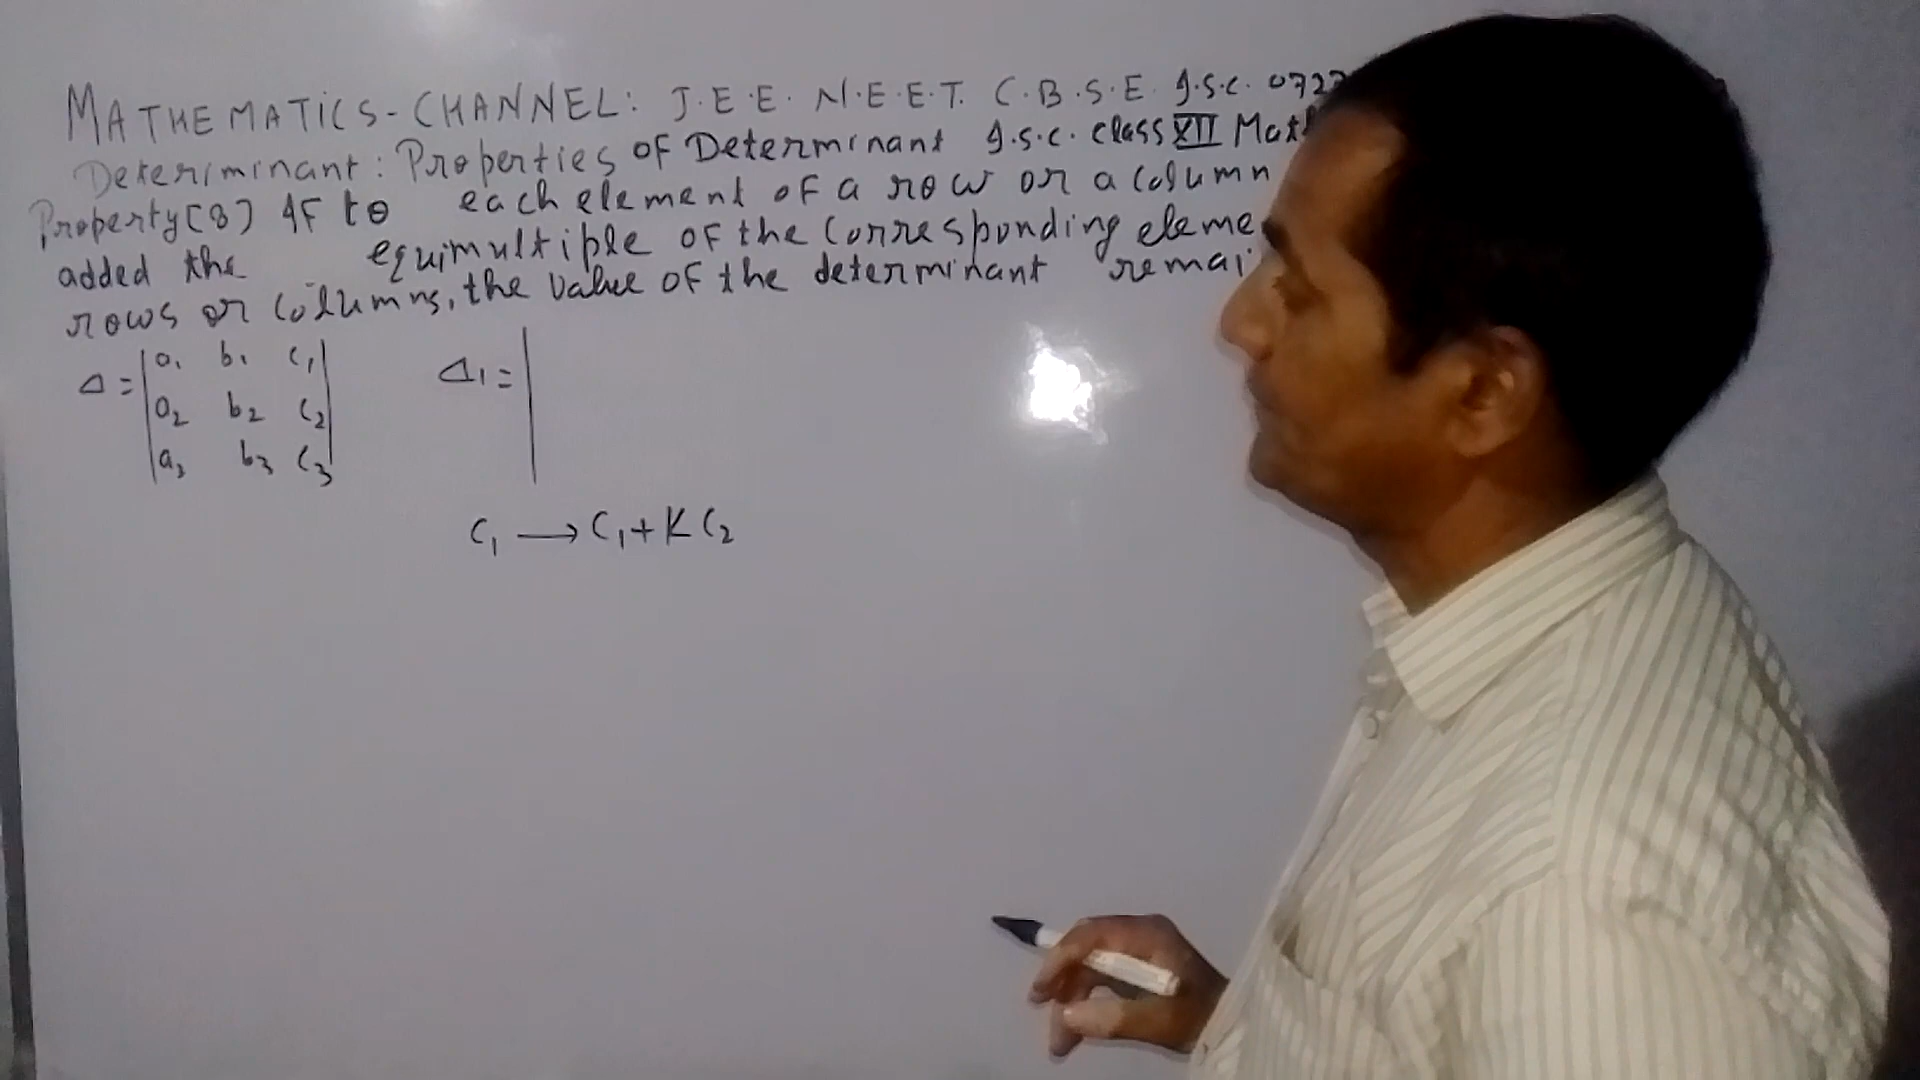 MATHEMATICS-CHANNEL: J.E.E. N.E.E.T. C.B.S.E. I.S.C. 072
Deteriminant: Properties of Determinant I.S.C. Class XII
Property[8] If to each element of a row or a column
added the equimultiple of the corresponding
rows or columns, the value of the determinant
Δ = | a₁ b₁ c₁ |
| a₂ b₂ c₂ |
| a₃ b₃ c₃ |
Δ₁ = |
C₁ → C₁ + K C₂